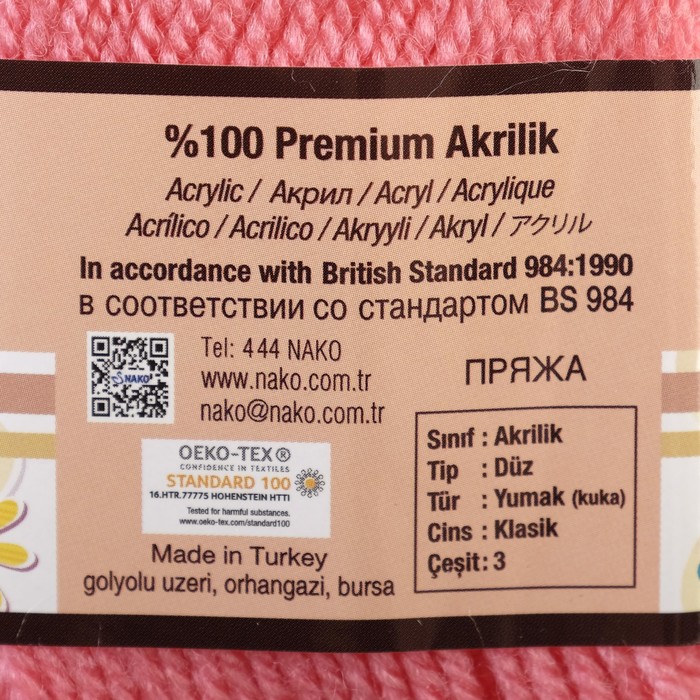 %100 Premium Akrilik
Acrylic / Акрил / Acryl / Acrylique
Acrílico / Acrilico / Akryyli / Akryl / アクリル
In accordance with British Standard 984:1990
в соответствии со стандартом BS 984
NAKO
Tel: 444 NAKO
www.nako.com.tr
nako@nako.com.tr
ПРЯЖА
OEKO-TEX®
CONFIDENCE IN TEXTILES
STANDARD 100
16.HTR.77775 HOHENSTEIN HTTI
Tested for harmful substances.
www.oeko-tex.com/standard100
Made in Turkey
golyolu uzeri, orhangazi, bursa
Sınıf : Akrilik
Tip : Düz
Tür : Yumak (kuka)
Cins : Klasik
Çeşit: 3